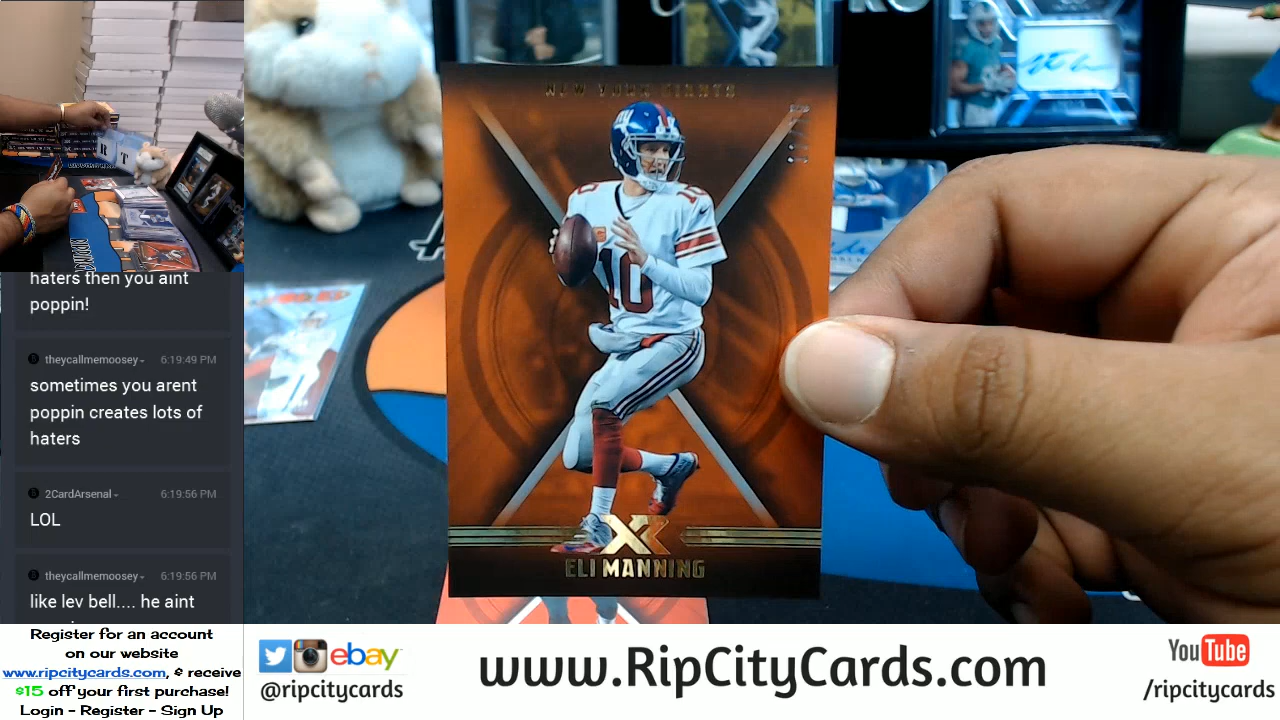 haters then you aint
poppin!
theycallmemoosey
6:19:49 PM
sometimes you arent
poppin creates lots of
haters
2CardArsenal
6:19:56 PM
LOL
theycallmemoosey
6:19:56 PM
like lev bell.... he aint
Register for an account
on our website
www.ripcitycards.com, & receive
$15 off your first purchase!
Login - Register - Sign Up
NEW YORK GIANTS
10
10
XR
ELI MANNING
ebay
@ripcitycards
www.RipCityCards.com
YouTube
/ripcitycards